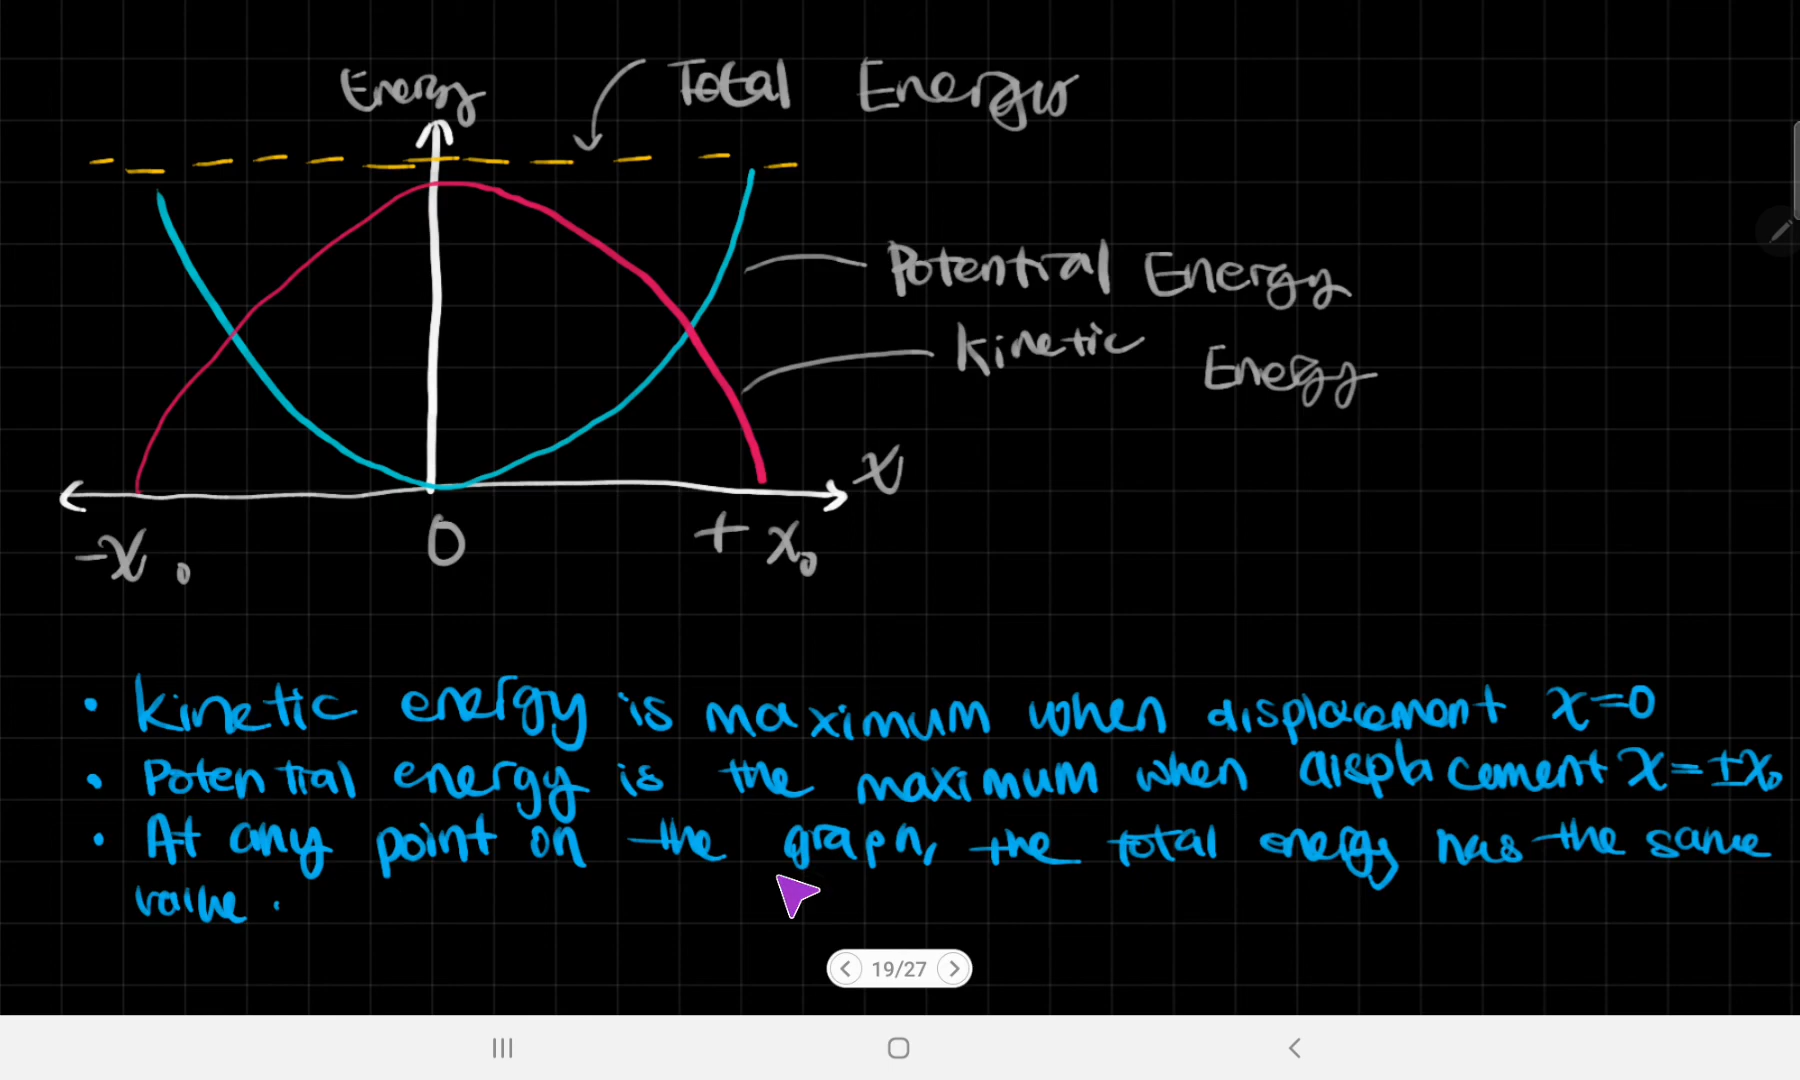 Energy
Total Energy
Potential Energy
Kinetic Energy
x
-x₀ 0 + x₀
• Kinetic energy is maximum when displacement x=0
• Potential energy is the maximum when displacement x=±x₀
• At any point on the graph, the total energy has the same
value.
19/27